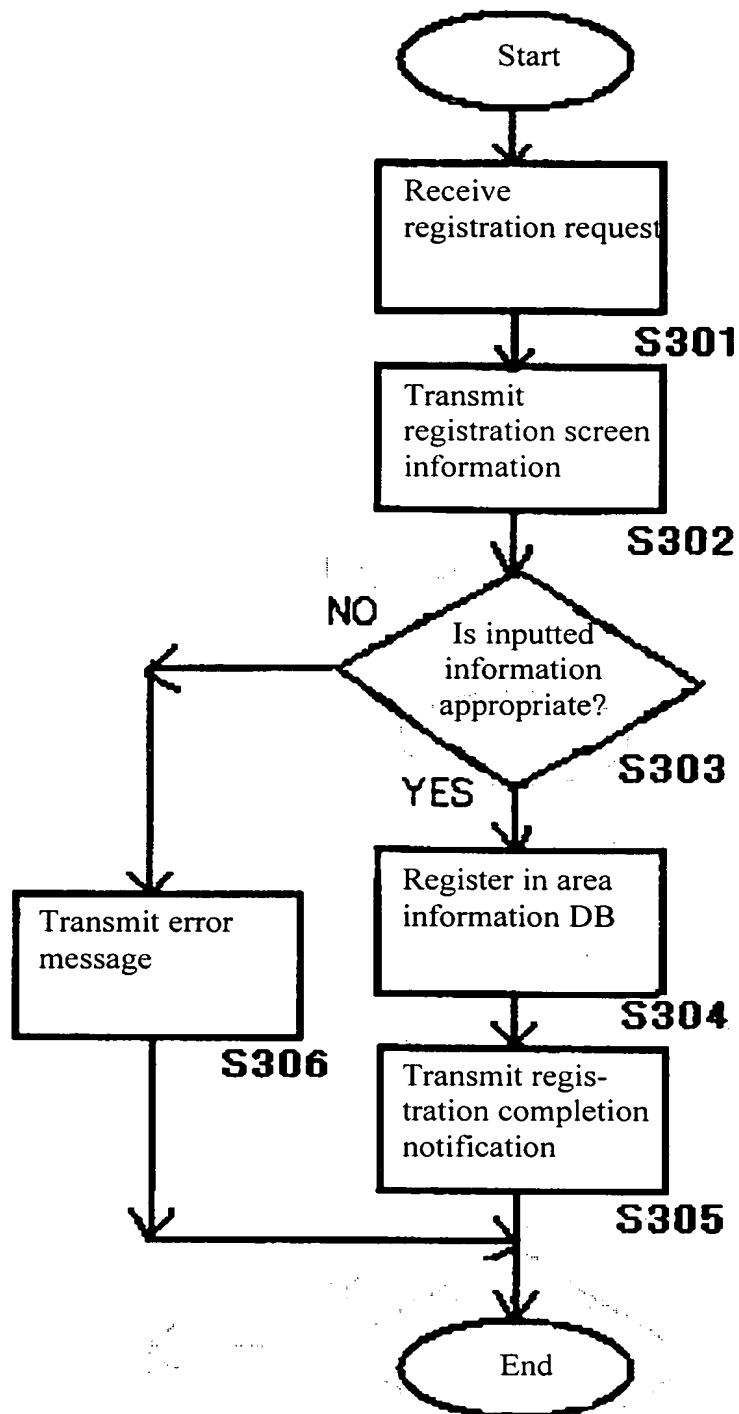 Start
Receive
registration request
S301
Transmit
registration screen
information
S302
NO
Is inputted
information
appropriate?
S303
YES
Register in area
information DB
S304
Transmit error
message
S306
Transmit regis-
tration completion
notification
S305
End